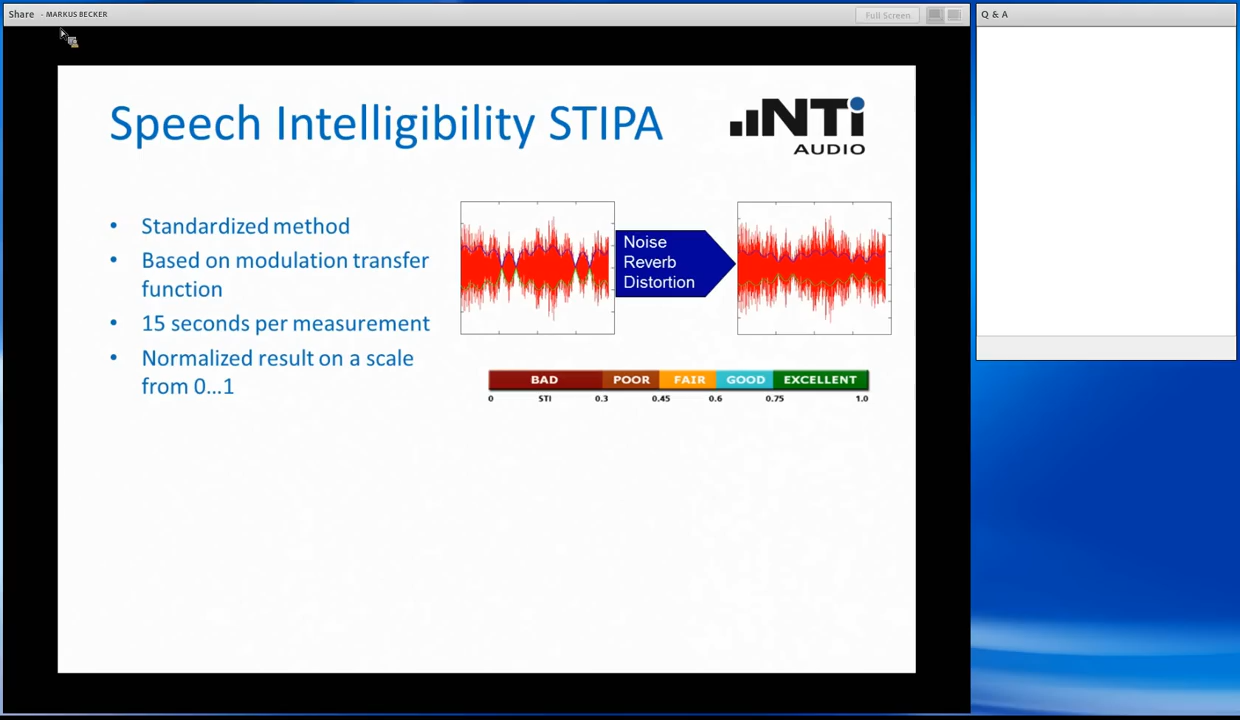 Share - MARKUS BECKER
Full Screen
Q & A
Speech Intelligibility STIPA
NTi
AUDIO
• Standardized method
• Based on modulation transfer
function
• 15 seconds per measurement
• Normalized result on a scale
from 0...1
Noise
Reverb
Distortion
BAD POOR FAIR GOOD EXCELLENT
0 STI 0.3 0.45 0.6 0.75 1.0